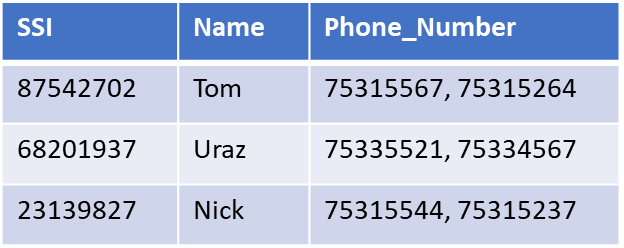 SSI Name Phone_Number
87542702 Tom 75315567, 75315264
68201937 Uraz 75335521, 75334567
23139827 Nick 75315544, 75315237